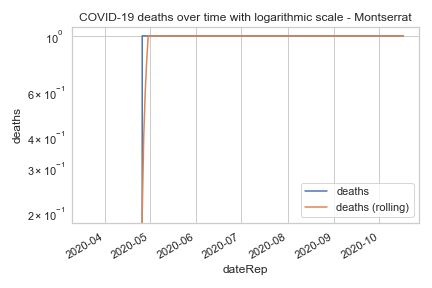 COVID-19 deaths over time with logarithmic scale - Montserrat
deaths
10⁰
6 × 10⁻¹
4 × 10⁻¹
3 × 10⁻¹
2 × 10⁻¹
deaths
deaths (rolling)
2020-04
2020-05
2020-06
2020-07
2020-08
2020-09
2020-10
dateRep